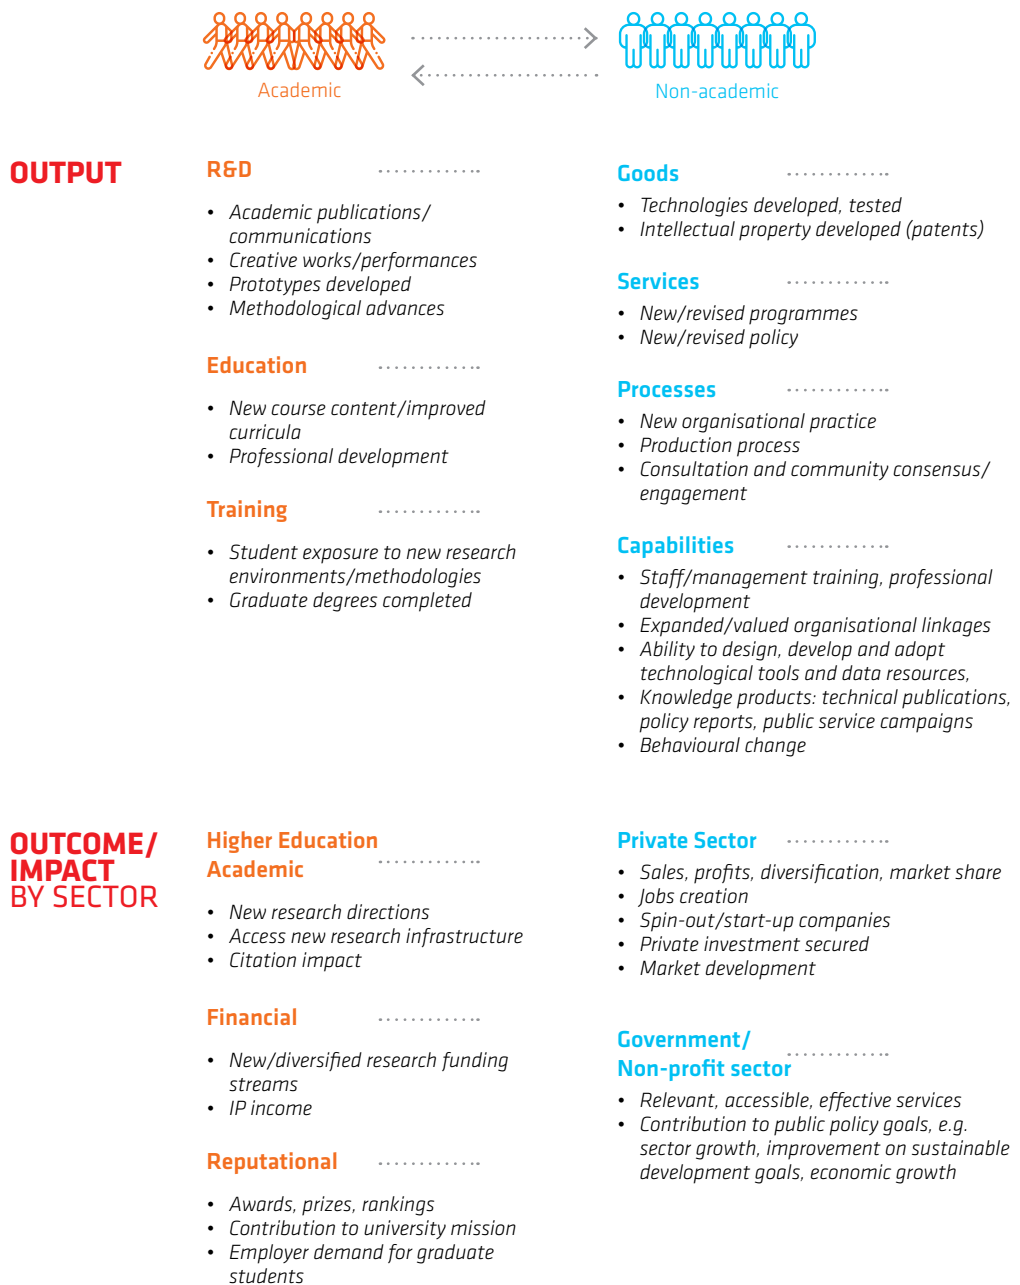 Academic
Non-academic
OUTPUT
R&D
• Academic publications/
communications
• Creative works/performances
• Prototypes developed
• Methodological advances
Education
• New course content/improved
curricula
• Professional development
Training
• Student exposure to new research
environments/methodologies
• Graduate degrees completed
Goods
• Technologies developed, tested
• Intellectual property developed (patents)
Services
• New/revised programmes
• New/revised policy
Processes
• New organisational practice
• Production process
• Consultation and community consensus/
engagement
Capabilities
• Staff/management training, professional
development
• Expanded/valued organisational linkages
• Ability to design, develop and adopt
technological tools and data resources,
• Knowledge products: technical publications,
policy reports, public service campaigns
• Behavioural change
OUTCOME/
IMPACT
BY SECTOR
Higher Education
Academic
• New research directions
• Access new research infrastructure
• Citation impact
Financial
• New/diversified research funding
streams
• IP income
Reputational
• Awards, prizes, rankings
• Contribution to university mission
• Employer demand for graduate
students
Private Sector
• Sales, profits, diversification, market share
• Jobs creation
• Spin-out/start-up companies
• Private investment secured
• Market development
Government/
Non-profit sector
• Relevant, accessible, effective services
• Contribution to public policy goals, e.g.
sector growth, improvement on sustainable
development goals, economic growth